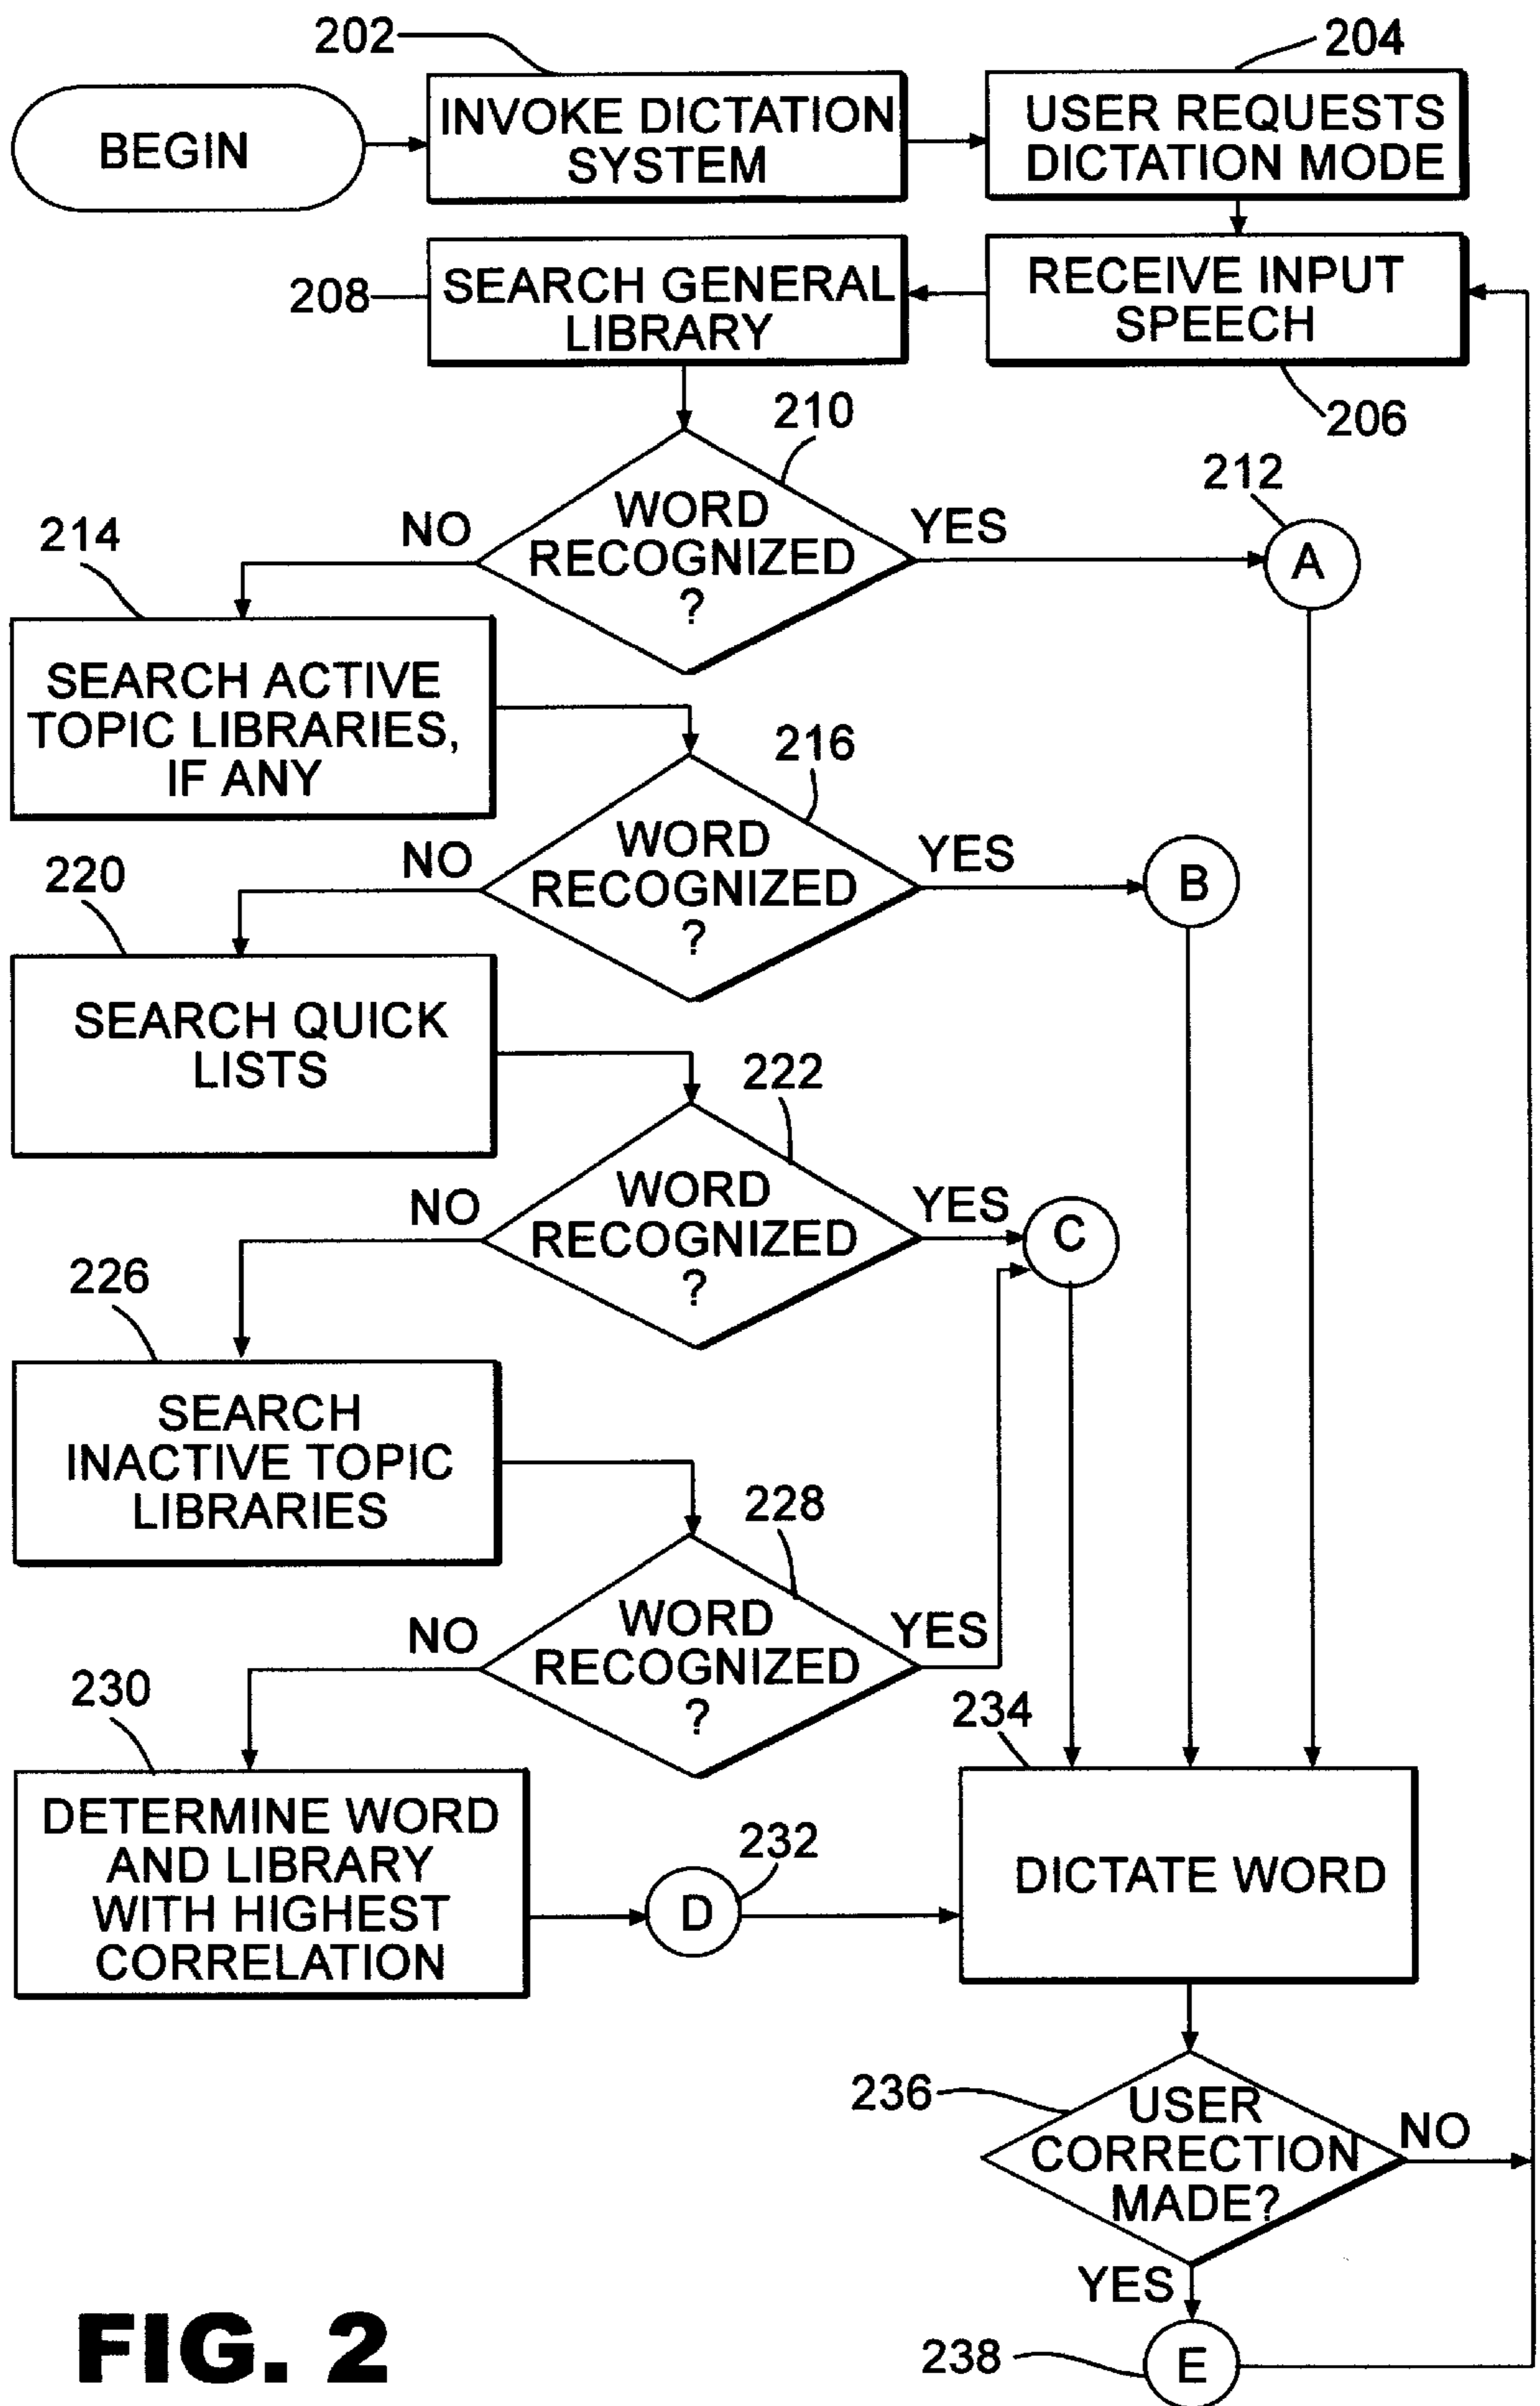 202
204
BEGIN
INVOKE DICTATION
SYSTEM
USER REQUESTS
DICTATION MODE
208
SEARCH GENERAL
LIBRARY
RECEIVE INPUT
SPEECH
206
210
212
NO
WORD
RECOGNIZED
?
YES
A
214
SEARCH ACTIVE
TOPIC LIBRARIES,
IF ANY
216
NO
WORD
RECOGNIZED
?
YES
B
220
SEARCH QUICK
LISTS
222
NO
WORD
RECOGNIZED
?
YES
C
226
SEARCH
INACTIVE TOPIC
LIBRARIES
228
NO
WORD
RECOGNIZED
?
YES
230
234
DETERMINE WORD
AND LIBRARY
WITH HIGHEST
CORRELATION
232
D
DICTATE WORD
236
USER
CORRECTION
MADE?
NO
YES
238
E
FIG. 2